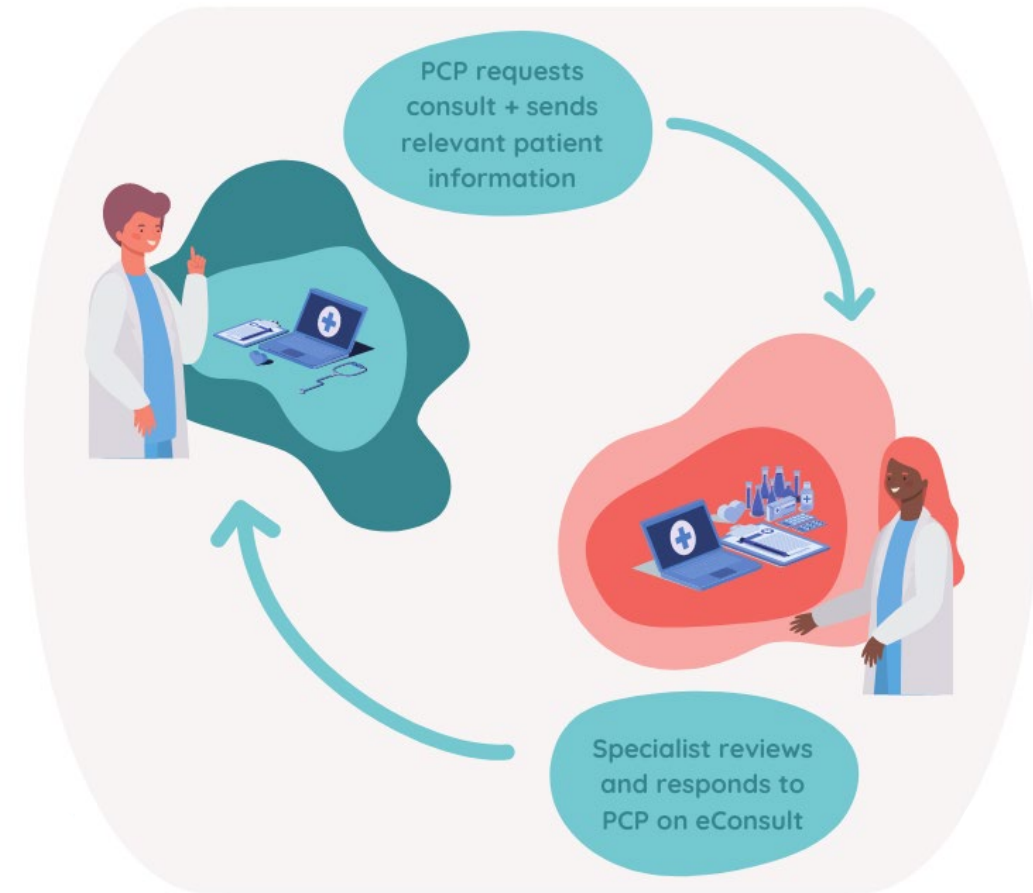 PCP requests
consult + sends
relevant patient
information
Specialist reviews
and responds to
PCP on eConsult